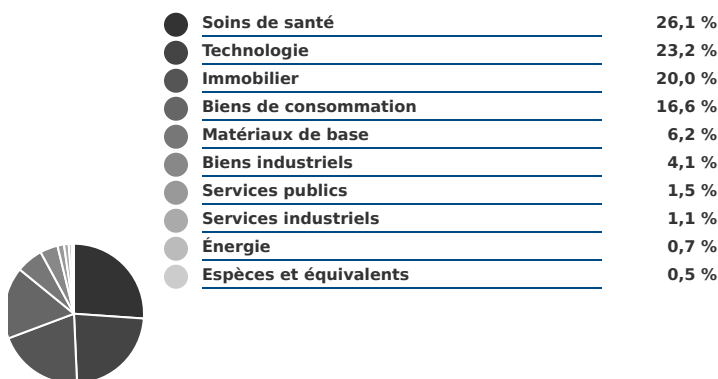 Soins de santé 26,1 %
Technologie 23,2 %
Immobilier 20,0 %
Biens de consommation 16,6 %
Matériaux de base 6,2 %
Biens industriels 4,1 %
Services publics 1,5 %
Services industriels 1,1 %
Énergie 0,7 %
Espèces et équivalents 0,5 %